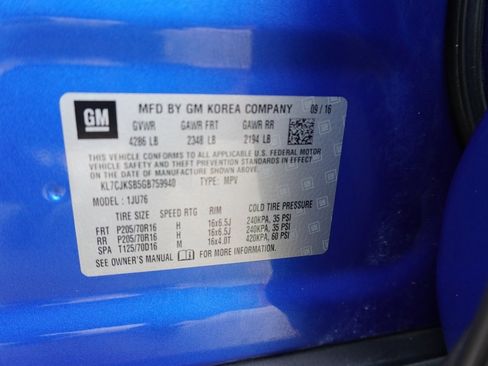 GM
MFD BY GM KOREA COMPANY 09 / 16
GVWR GAWR FRT GAWR RR
4286 LB 2348 LB 2194 LB
THIS VEHICLE CONFORMS TO ALL APPLICABLE U.S. FEDERAL MOTOR
VEHICLE SAFETY AND THEFT PREVENTION STANDARDS IN EFFECT
ON THE DATE OF MANUFACTURE SHOWN ABOVE.
KL7CJKSB5GB759940 TYPE: MPV
MODEL : 1JU76
TIRE SIZE SPEED RTG RIM COLD TIRE PRESSURE
FRT P205/70R16 H 16x6.5J 240KPA, 35 PSI
RR P205/70R16 H 16x6.5J 240KPA, 35 PSI
SPA T125/70D16 M 16x4.0T 420KPA, 60 PSI
SEE OWNER'S MANUAL FOR MORE INFORMATION.